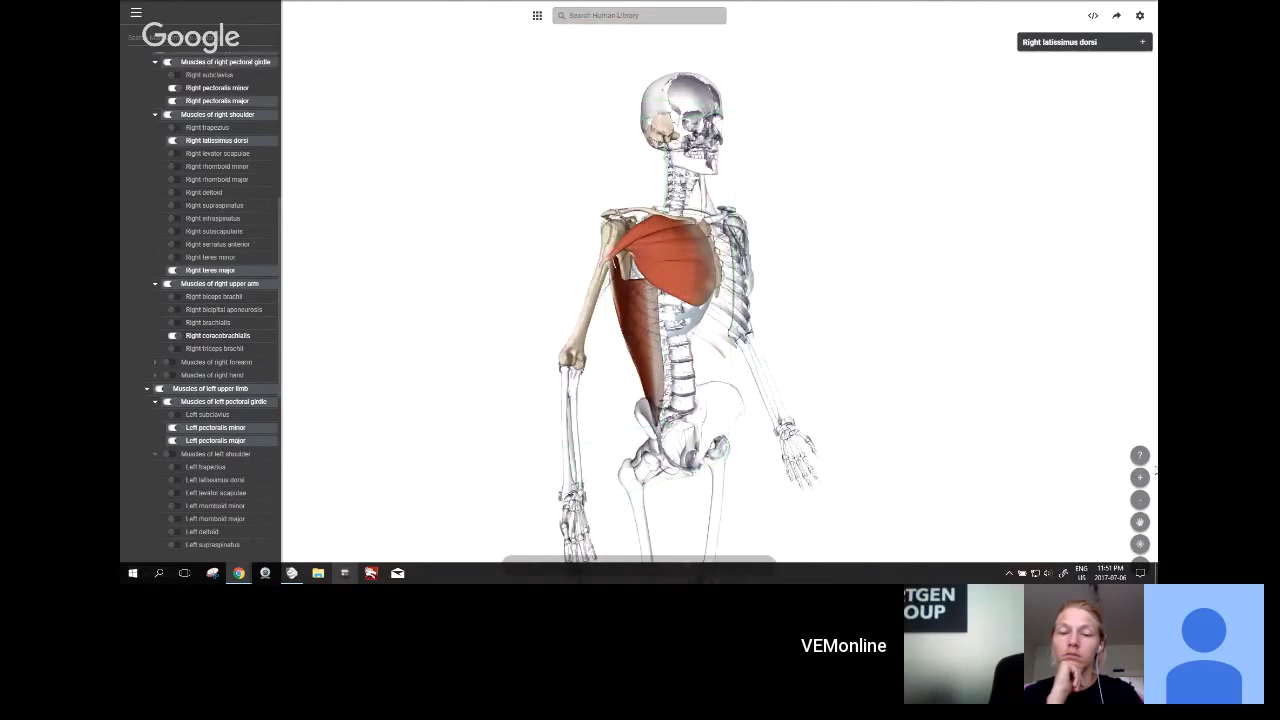 Google
Search Human Library
Right latissimus dorsi
Muscles of right pectoral girdle
Right subclavius
Right pectoralis minor
Right pectoralis major
Muscles of right shoulder
Right trapezius
Right latissimus dorsi
Right levator scapulae
Right rhomboid minor
Right rhomboid major
Right deltoid
Right supraspinatus
Right infraspinatus
Right subscapularis
Right serratus anterior
Right teres minor
Right teres major
Muscles of right upper arm
Right biceps brachii
Right bicipital aponeurosis
Right brachialis
Right coracobrachialis
Right triceps brachii
Muscles of right forearm
Muscles of right hand
Muscles of left upper limb
Muscles of left pectoral girdle
Left subclavius
Left pectoralis minor
Left pectoralis major
Muscles of left shoulder
Left trapezius
Left latissimus dorsi
Left levator scapulae
Left rhomboid minor
Left rhomboid major
Left deltoid
Left supraspinatus
ENG
US
11:51 PM
2017-07-06
VEMonline
TGEN
OUP